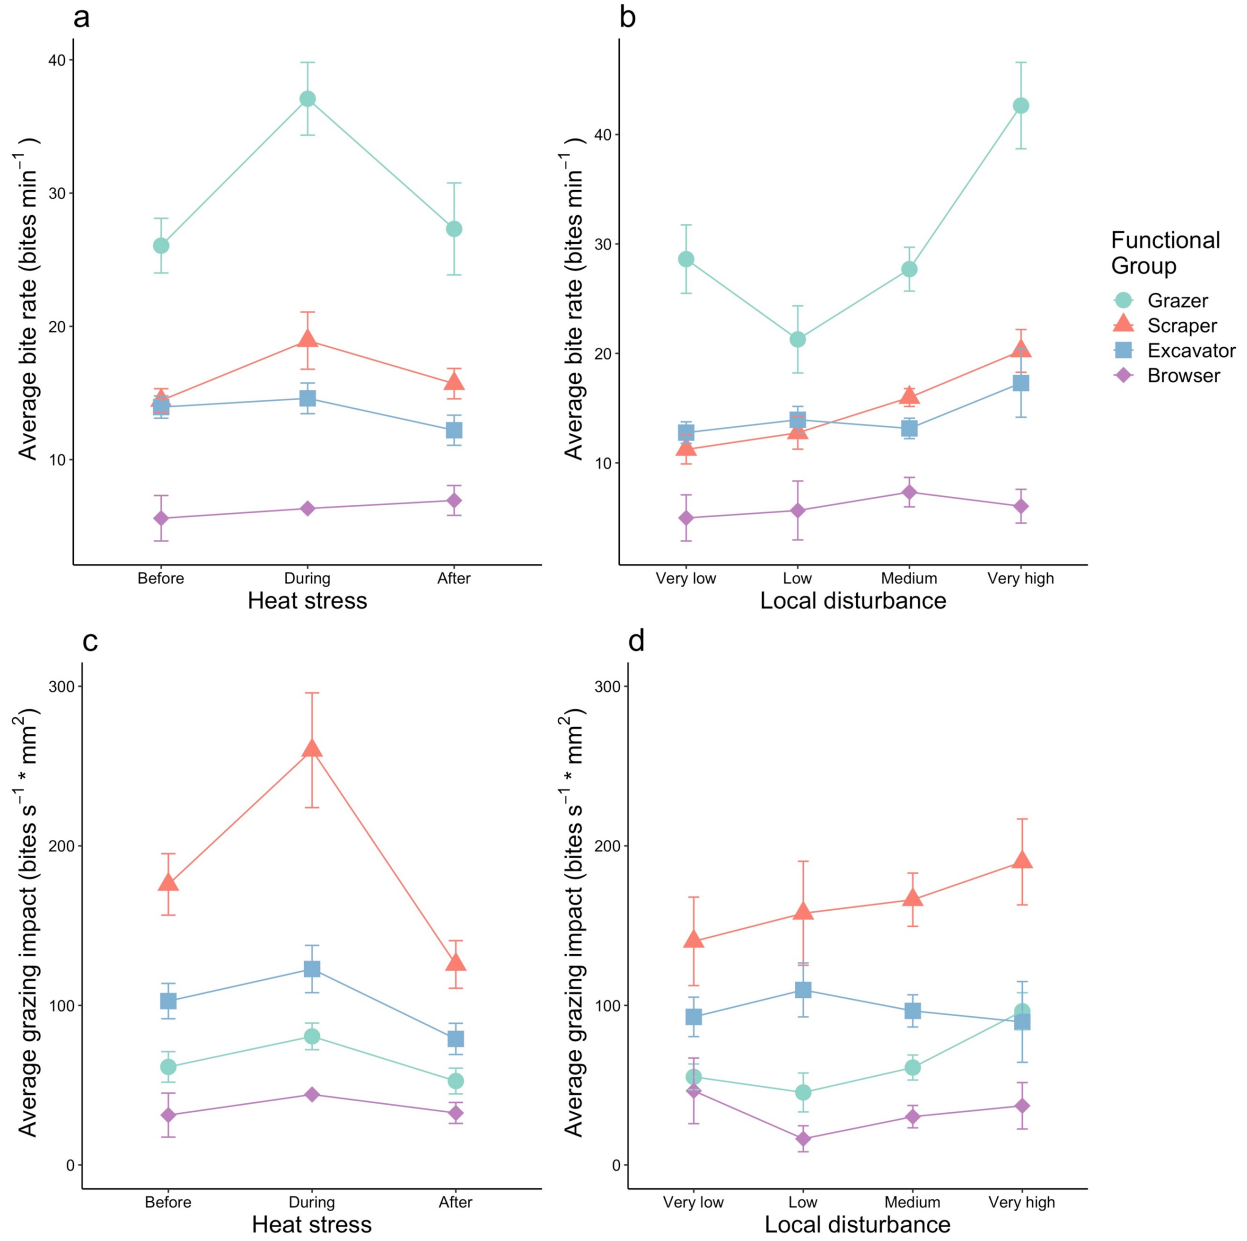 a
Average bite rate (bites min⁻¹ )
40
30
20
10
Before During After
Heat stress
b
Average bite rate (bites min⁻¹ )
40
30
20
10
Very low Low Medium Very high
Local disturbance
Functional
Group
Grazer
Scraper
Excavator
Browser
c
Average grazing impact (bites s⁻¹ * mm²)
300
200
100
0
Before During After
Heat stress
d
Average grazing impact (bites s⁻¹ * mm²)
300
200
100
0
Very low Low Medium Very high
Local disturbance